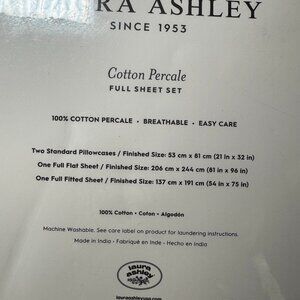 RA ASHLEY
SINCE 1953
Cotton Percale
FULL SHEET SET
100% COTTON PERCALE • BREATHABLE • EASY CARE
Two Standard Pillowcases / Finished Size: 53 cm x 81 cm (21 in x 32 in)
One Full Flat Sheet / Finished Size: 206 cm x 244 cm (81 in x 96 in)
One Full Fitted Sheet / Finished Size: 137 cm x 191 cm (54 in x 75 in)
100% Cotton • Coton • Algodón
Machine Washable. See care label on product for laundering instructions.
Made in India - Fabriqué en Inde - Hecho en India
laura
ashley
lauraashleyusa.com